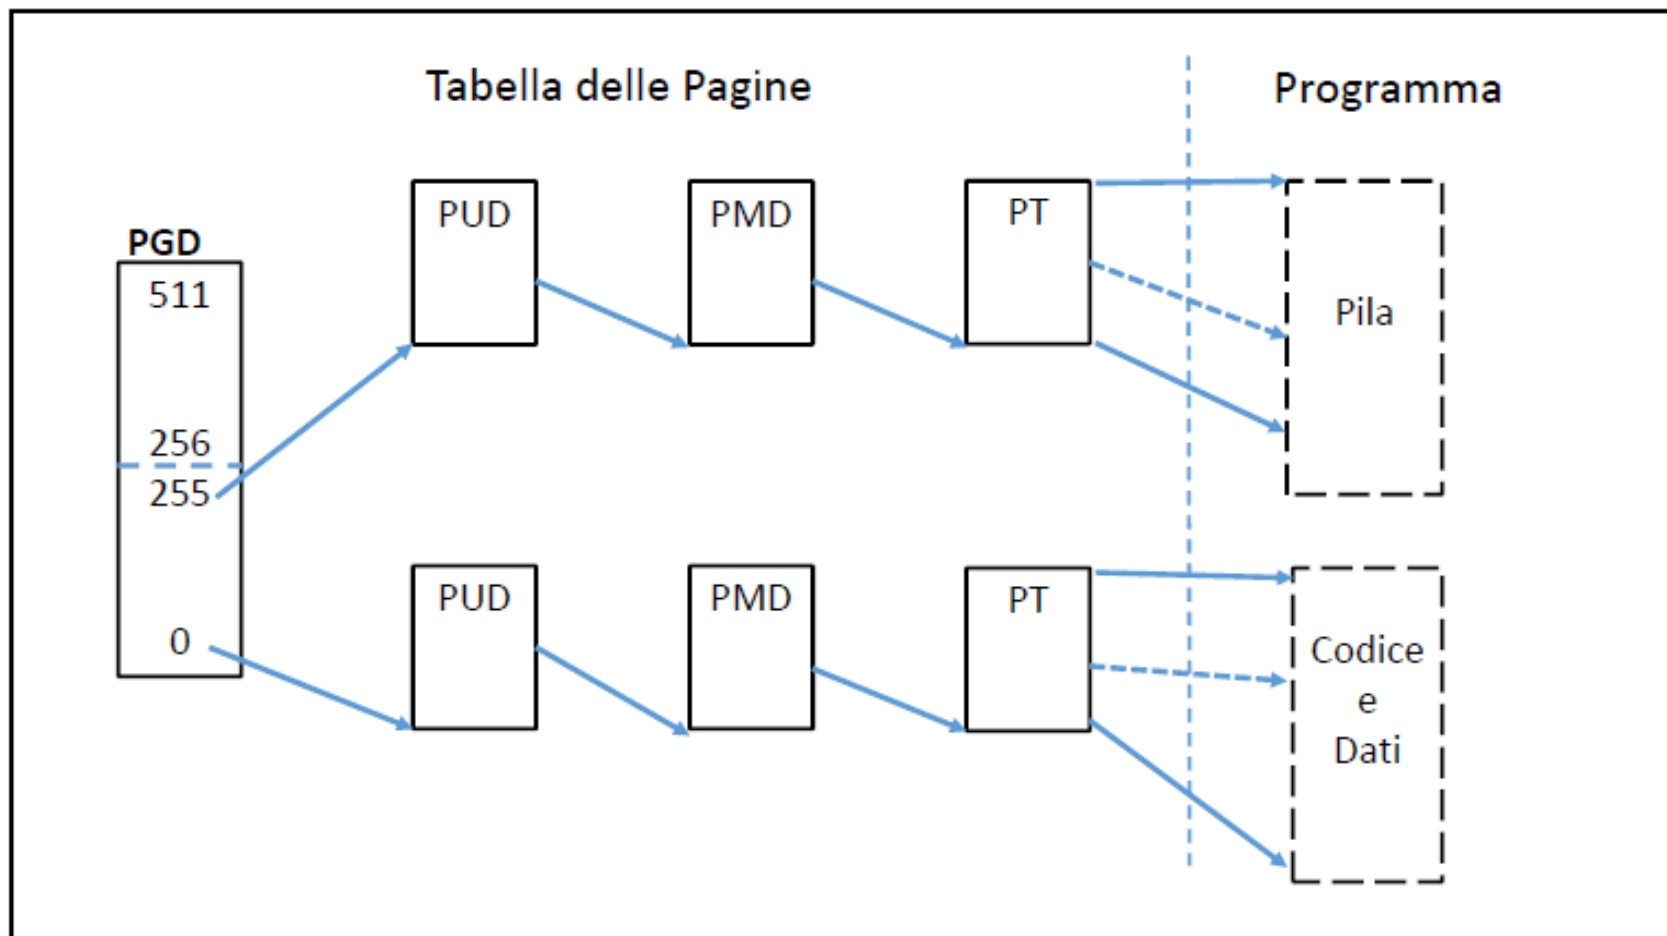 Tabella delle Pagine
Programma
PGD
511
256
255
0
PUD
PMD
PT
Pila
PUD
PMD
PT
Codice
e
Dati